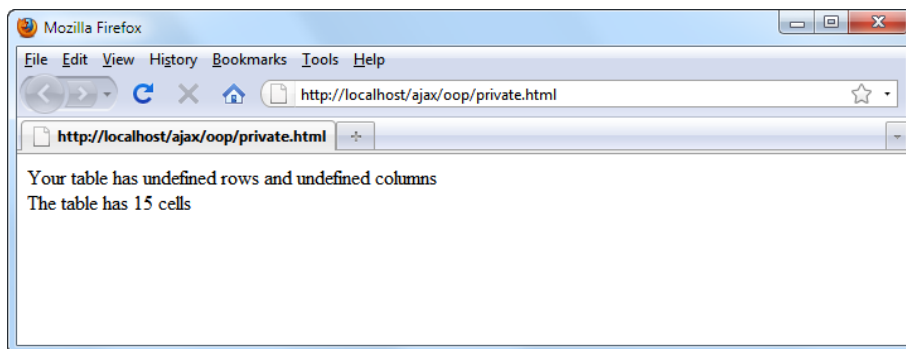 Mozilla Firefox
File Edit View History Bookmarks Tools Help
http://localhost/ajax/oop/private.html
http://localhost/ajax/oop/private.html
Your table has undefined rows and undefined columns
The table has 15 cells